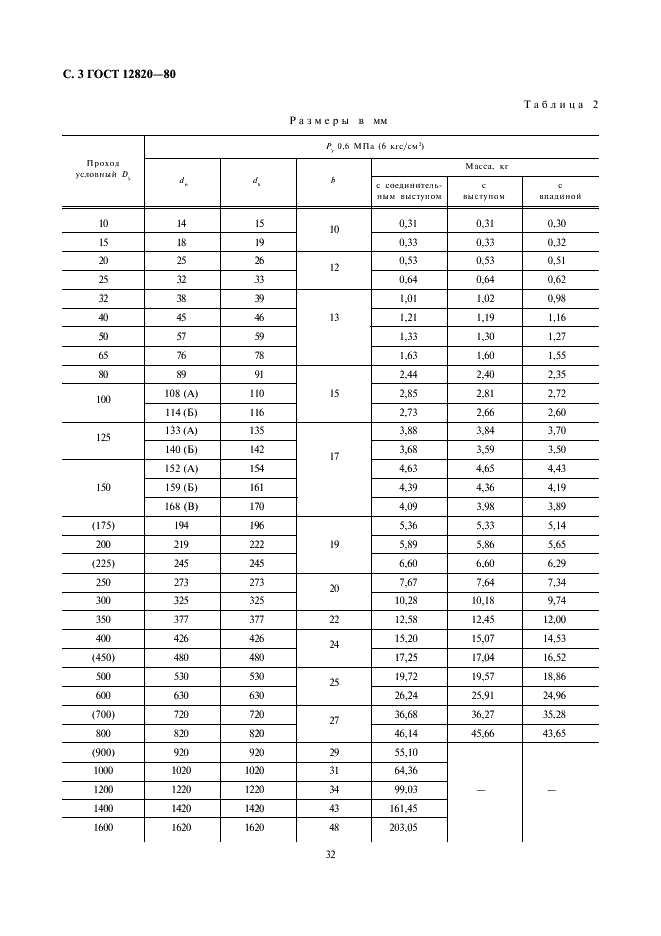 С. 3 ГОСТ 12820—80
Таблица 2
Размеры в мм
Проход условный Dу
Pу 0,6 МПа (6 кгс/см²)
dн dв b Масса, кг
с соединитель-ным выступом с выступом с впадиной
10 14 15 10 0,31 0,31 0,30
15 18 19 0,33 0,33 0,32
20 25 26 12 0,53 0,53 0,51
25 32 33 0,64 0,64 0,62
32 38 39 13 1,01 1,02 0,98
40 45 46 1,21 1,19 1,16
50 57 59 1,33 1,30 1,27
65 76 78 1,63 1,60 1,55
80 89 91 15 2,44 2,40 2,35
100 108 (А) 110 2,85 2,81 2,72
114 (Б) 116 2,73 2,66 2,60
125 133 (А) 135 17 3,88 3,84 3,70
140 (Б) 142 3,68 3,59 3,50
150 152 (А) 154 4,63 4,65 4,43
159 (Б) 161 4,39 4,36 4,19
168 (В) 170 4,09 3,98 3,89
(175) 194 196 19 5,36 5,33 5,14
200 219 222 5,89 5,86 5,65
(225) 245 245 6,60 6,60 6,29
250 273 273 20 7,67 7,64 7,34
300 325 325 10,28 10,18 9,74
350 377 377 22 12,58 12,45 12,00
400 426 426 24 15,20 15,07 14,53
(450) 480 480 17,25 17,04 16,52
500 530 530 25 19,72 19,57 18,86
600 630 630 26,24 25,91 24,96
(700) 720 720 27 36,68 36,27 35,28
800 820 820 46,14 45,66 43,65
(900) 920 920 29 55,10
1000 1020 1020 31 64,36
1200 1220 1220 34 99,03 — —
1400 1420 1420 43 161,45
1600 1620 1620 48 203,05
32